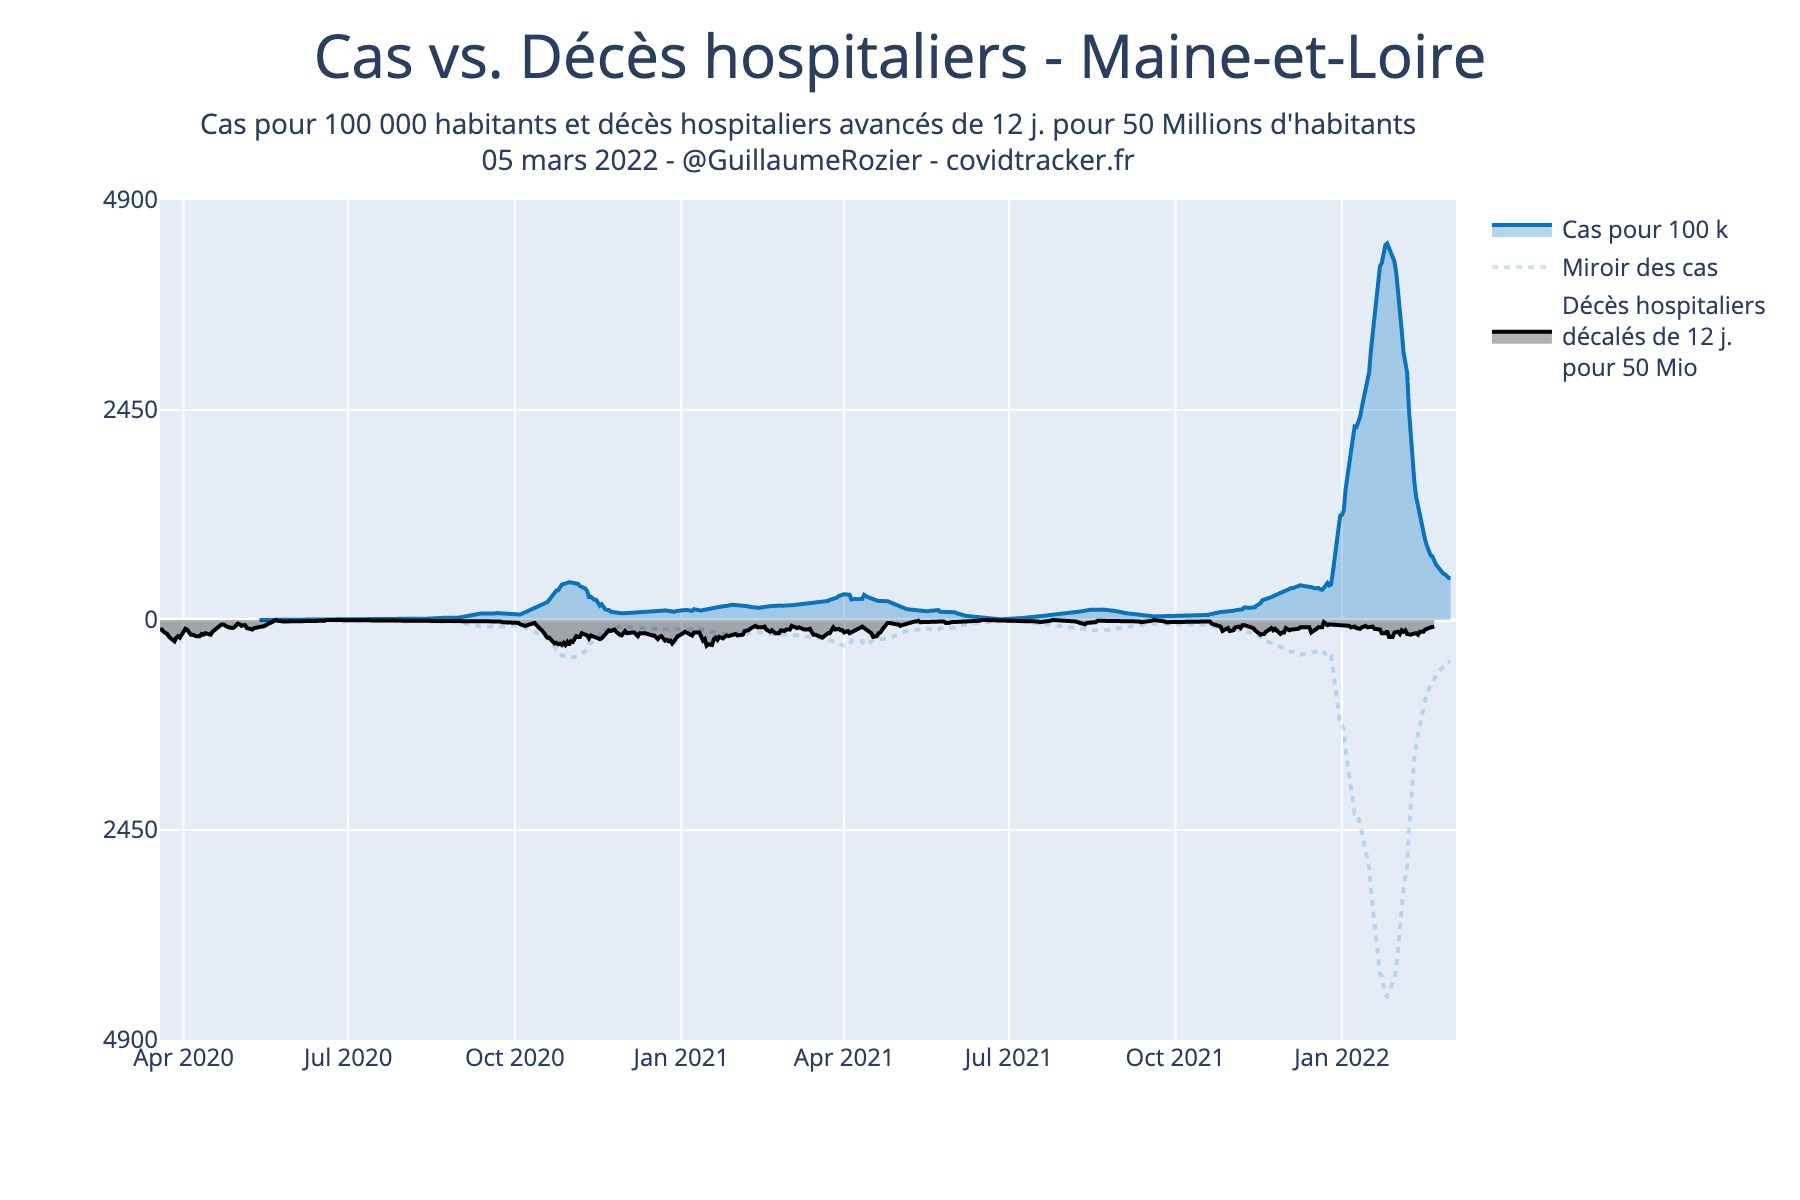 Cas vs. Décès hospitaliers - Maine-et-Loire
Cas pour 100 000 habitants et décès hospitaliers avancés de 12 j. pour 50 Millions d'habitants
05 mars 2022 - @GuillaumeRozier - covidtracker.fr
4900
2450
0
2450
4900
Apr 2020
Jul 2020
Oct 2020
Jan 2021
Apr 2021
Jul 2021
Oct 2021
Jan 2022
Cas pour 100 k
Miroir des cas
Décès hospitaliers
décalés de 12 j.
pour 50 Mio